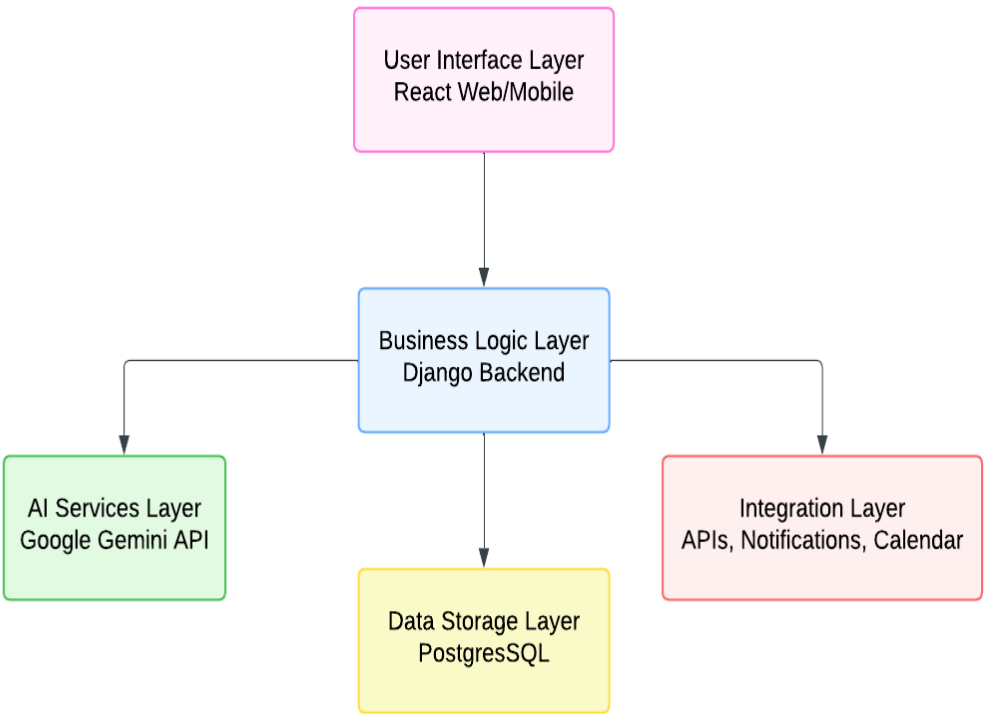 User Interface Layer
React Web/Mobile
Business Logic Layer
Django Backend
AI Services Layer
Google Gemini API
Integration Layer
APIs, Notifications, Calendar
Data Storage Layer
PostgresSQL